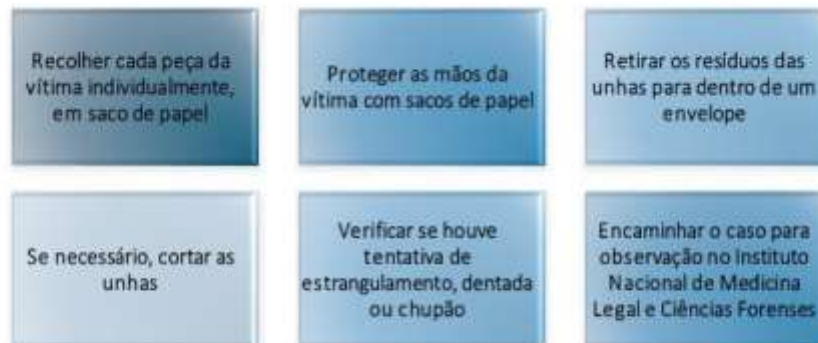 Recolher cada peça da
vítima individualmente,
em saco de papel
Proteger as mãos da
vítima com sacos de papel
Retirar os resíduos das
unhas para dentro de um
envelope
Se necessário, cortar as
unhas
Verificar se houve
tentativa de
estrangulamento, dentada
ou chupão
Encaminhar o caso para
observação no Instituto
Nacional de Medicina
Legal e Ciências Forenses